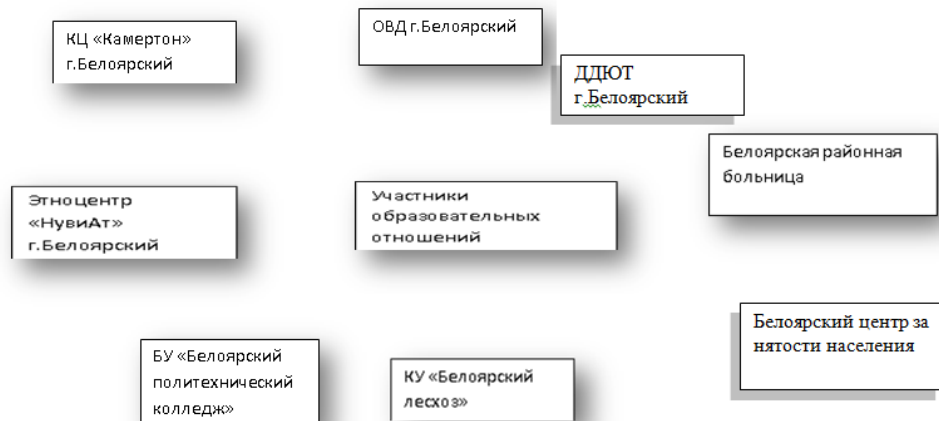 КЦ «Камертон»
г.Белоярский
ОВД г.Белоярский
ДДЮТ
г.Белоярский
Белоярская районная
больница
Этноцентр
«НувиАт»
г.Белоярский
Участники
образовательных
отношений
Белоярский центр за
нятости населения
БУ «Белоярский
политехнический
колледж»
КУ «Белоярский
лесхоз»